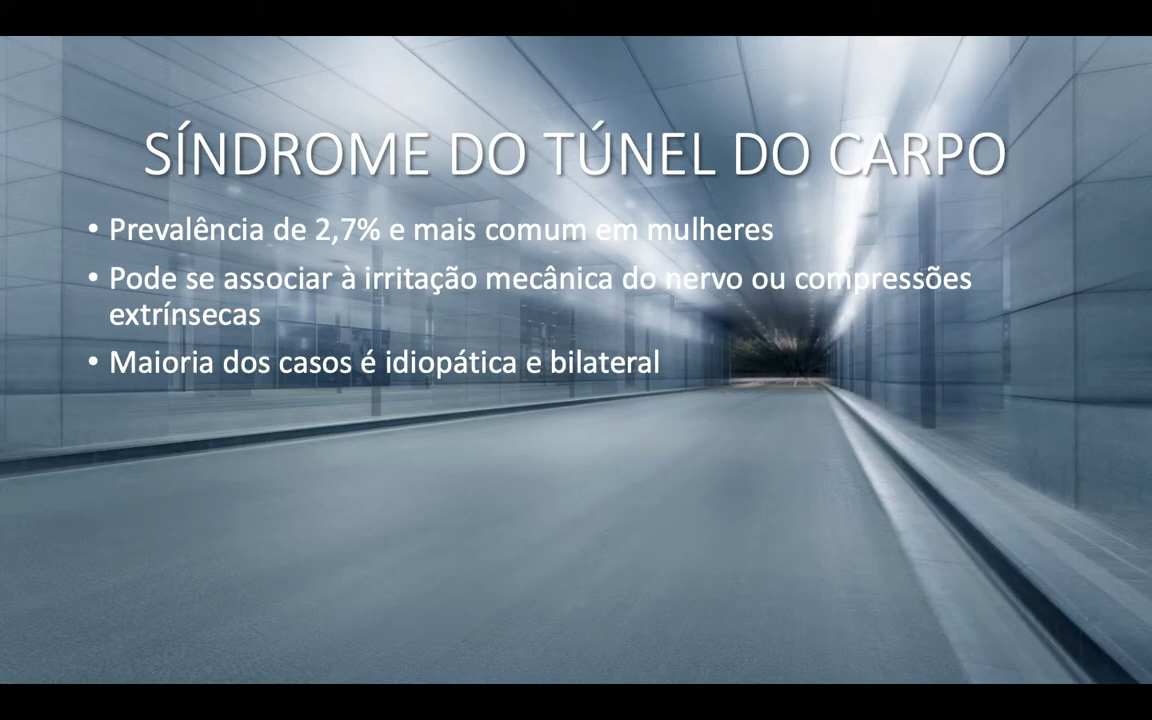 SÍNDROME DO TÚNEL DO CARPO
• Prevalência de 2,7% e mais comum em mulheres
• Pode se associar à irritação mecânica do nervo ou compressões
extrínsecas
• Maioria dos casos é idiopática e bilateral